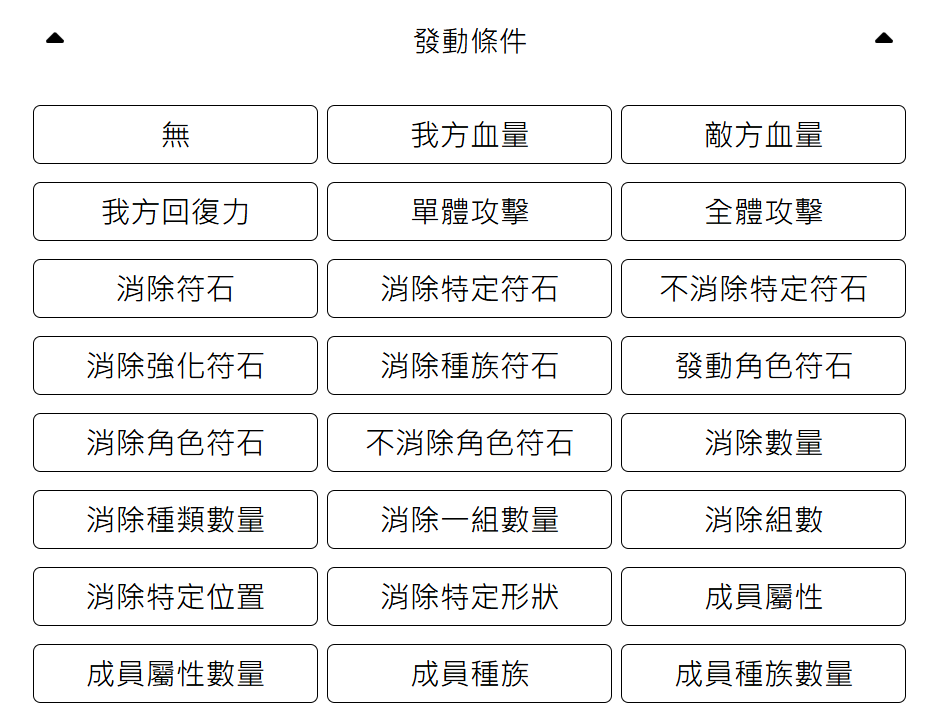 發動條件
無
我方血量
敵方血量
我方回復力
單體攻擊
全體攻擊
消除符石
消除特定符石
不消除特定符石
消除強化符石
消除種族符石
發動角色符石
消除角色符石
不消除角色符石
消除數量
消除種類數量
消除一組數量
消除組數
消除特定位置
消除特定形狀
成員屬性
成員屬性數量
成員種族
成員種族數量